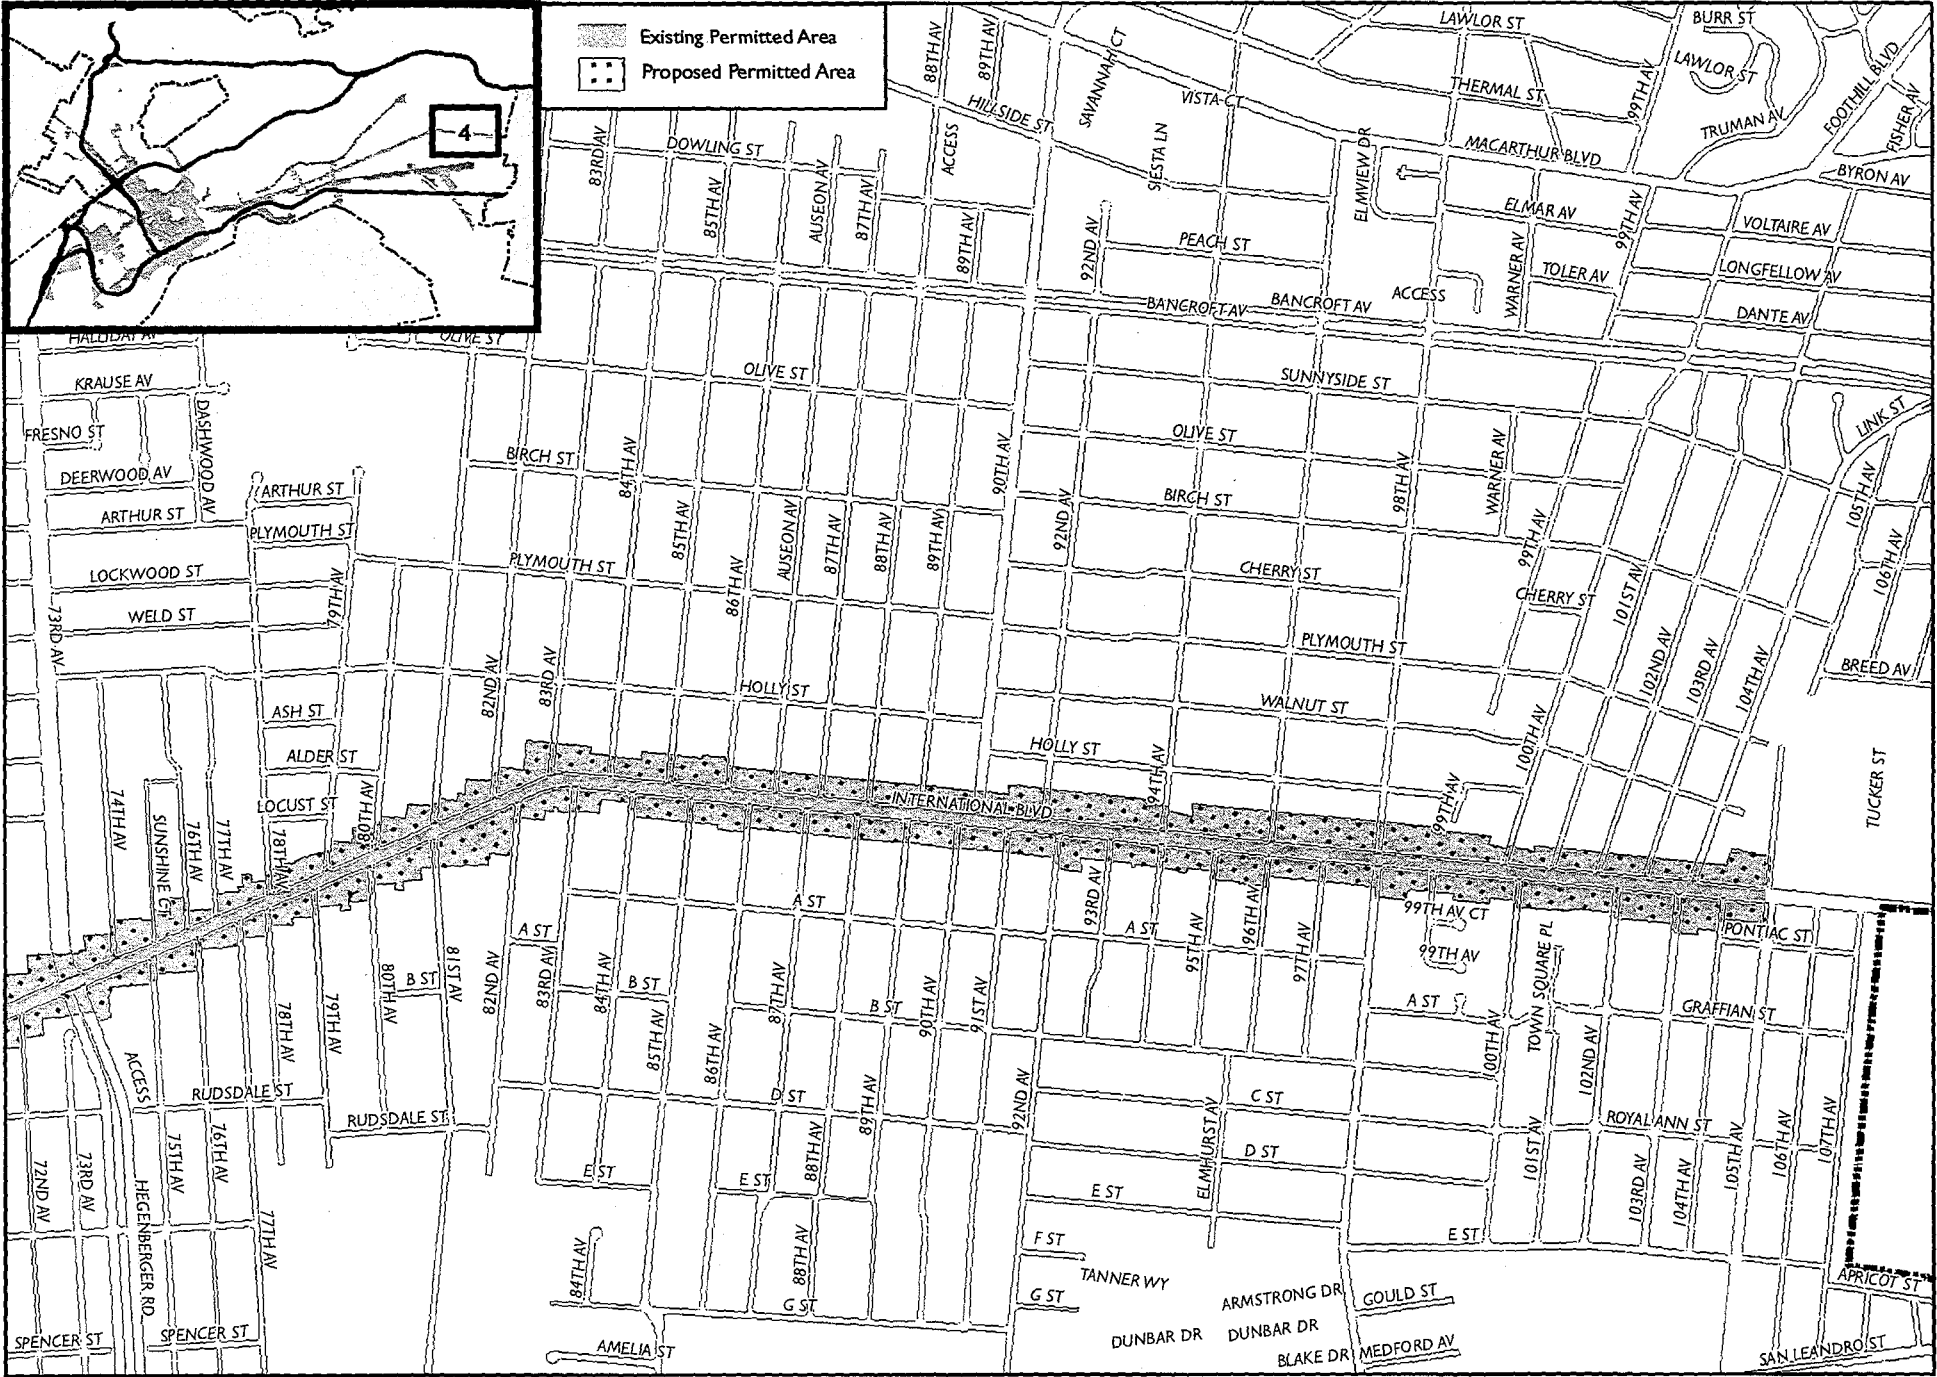 Existing Permitted Area
Proposed Permitted Area
4
LAWLOR ST
BURR ST
LAWLOR ST
88TH AV
89TH AV
SAVANNAH CT
THERMAL ST
99TH AV
FOOTHILL BLVD
FISHER AV
HILLSIDE ST
VISTA CT
TRUMAN AV
83RD AV
DOWLING ST
ACCESS
SIESTA LN
ELMVIEW DR
MACARTHUR BLVD
BYRON AV
85TH AV
AUSEON AV
87TH AV
89TH AV
92ND AV
PEACH ST
ELMAR AV
99TH AV
VOLTAIRE AV
WARNER AV
TOLER AV
LONGFELLOW AV
BANCROFT AV
BANCROFT AV
ACCESS
DANTE AV
HALLIDAY AV
OLIVE ST
KRAUSE AV
OLIVE ST
SUNNYSIDE ST
DASHWOOD AV
FRESNO ST
LINK ST
OLIVE ST
BIRCH ST
84TH AV
90TH AV
98TH AV
WARNER AV
DEERWOOD AV
ARTHUR ST
BIRCH ST
105TH AV
ARTHUR ST
PLYMOUTH ST
85TH AV
AUSEON AV
87TH AV
88TH AV
89TH AV
92ND AV
99TH AV
106TH AV
LOCKWOOD ST
PLYMOUTH ST
86TH AV
CHERRY ST
CHERRY ST
101ST AV
79TH AV
WELD ST
73RD AV
PLYMOUTH ST
102ND AV
103RD AV
104TH AV
BREED AV
82ND AV
83RD AV
HOLLY ST
WALNUT ST
ASH ST
100TH AV
ALDER ST
HOLLY ST
94TH AV
99TH AV
TUCKER ST
LOCUST ST
80TH AV
74TH AV
SUNSHINE CT
76TH AV
77TH AV
78TH AV
INTERNATIONAL BLVD
A ST
93RD AV
A ST
95TH AV
96TH AV
97TH AV
99TH AV CT
99TH AV
TOWN SQUARE PL
PONTIAC ST
A ST
82ND AV
83RD AV
84TH AV
B ST
80TH AV
81ST AV
B ST
87TH AV
B ST
90TH AV
91ST AV
A ST
GRAFFIAN ST
78TH AV
79TH AV
85TH AV
86TH AV
100TH AV
102ND AV
ACCESS
RUDSDALE ST
RUDSDALE ST
D ST
89TH AV
92ND AV
C ST
ELMHURST AV
ROYAL ANN ST
75TH AV
76TH AV
88TH AV
D ST
101ST AV
103RD AV
104TH AV
105TH AV
106TH AV
107TH AV
72ND AV
73RD AV
HEGENBERGER RD
77TH AV
E ST
E ST
E ST
E ST
84TH AV
88TH AV
F ST
TANNER WY
APRICOT ST
G ST
G ST
ARMSTRONG DR
GOULD ST
SPENCER ST
SPENCER ST
DUNBAR DR
DUNBAR DR
AMELIA ST
BLAKE DR
MEDFORD AV
SAN LEANDRO ST